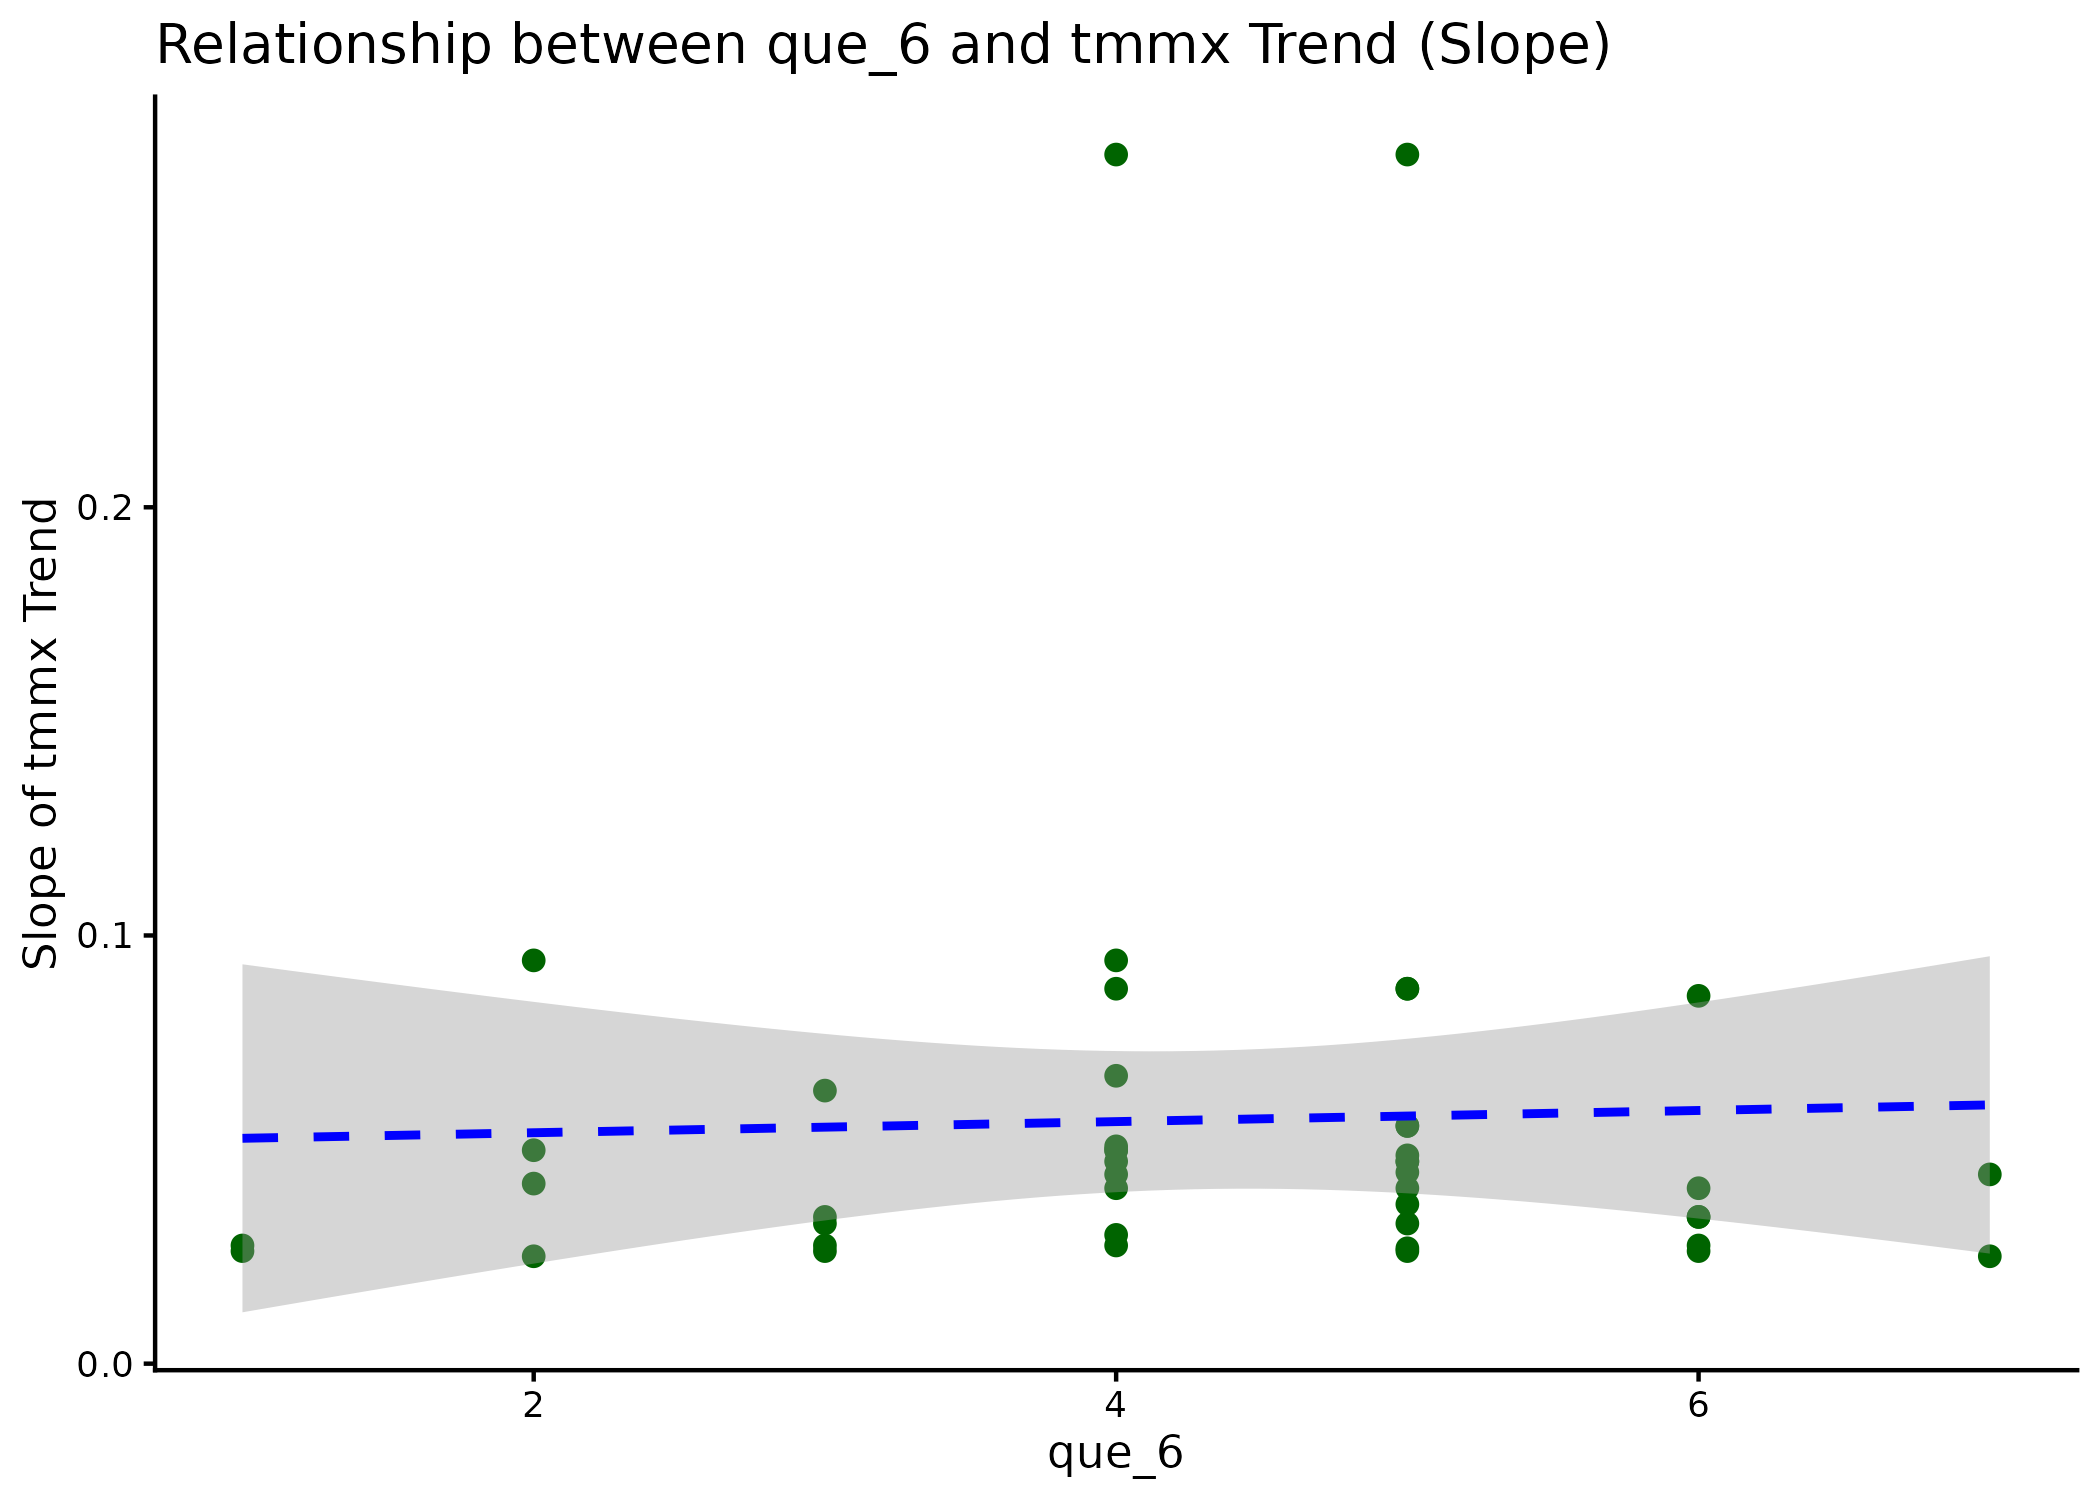 Relationship between que_6 and tmmx Trend (Slope)
Slope of tmmx Trend
0.2
0.1
0.0
2
4
6
que_6